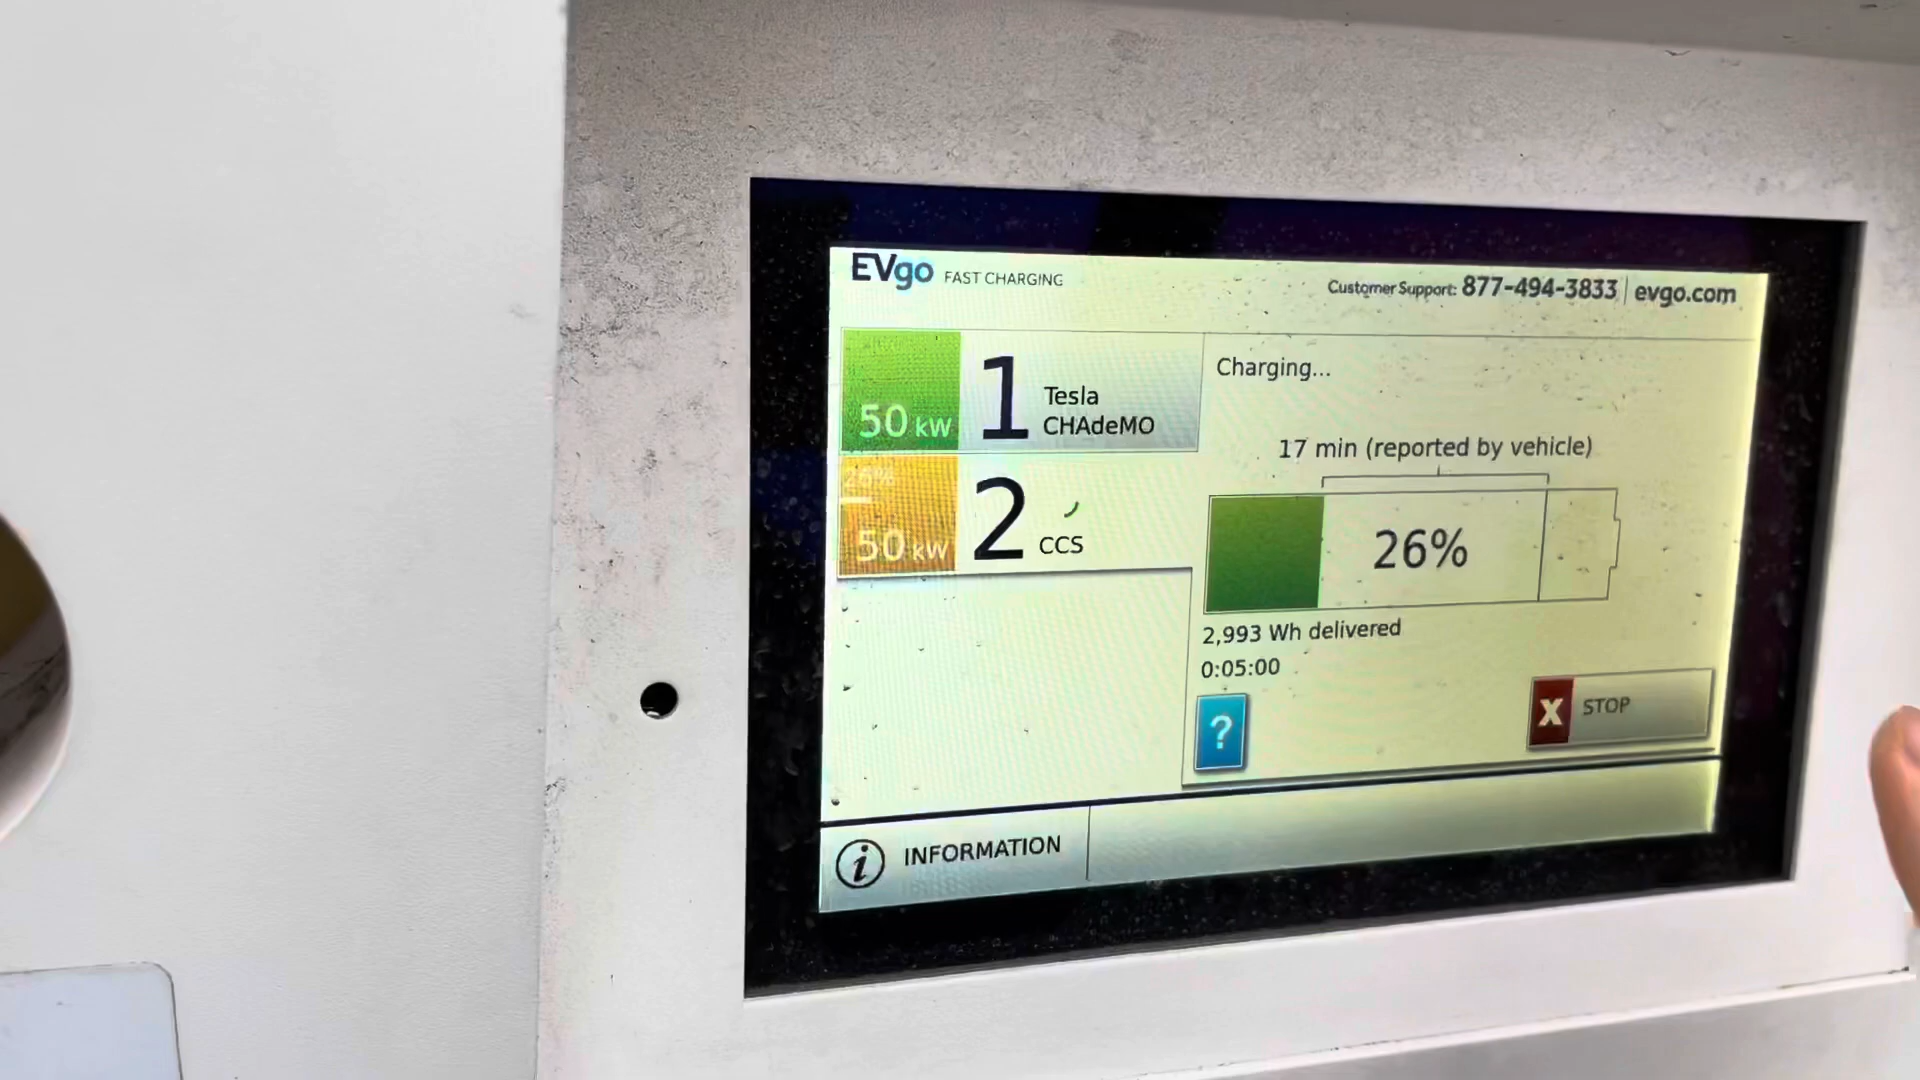 EVgo FAST CHARGING
Customer Support: 877-494-3833 | evgo.com
50 kW 1 Tesla CHAdeMO
26%
50 kW 2 CCS
Charging...
17 min (reported by vehicle)
26%
2,993 Wh delivered
0:05:00
?
X STOP
i INFORMATION